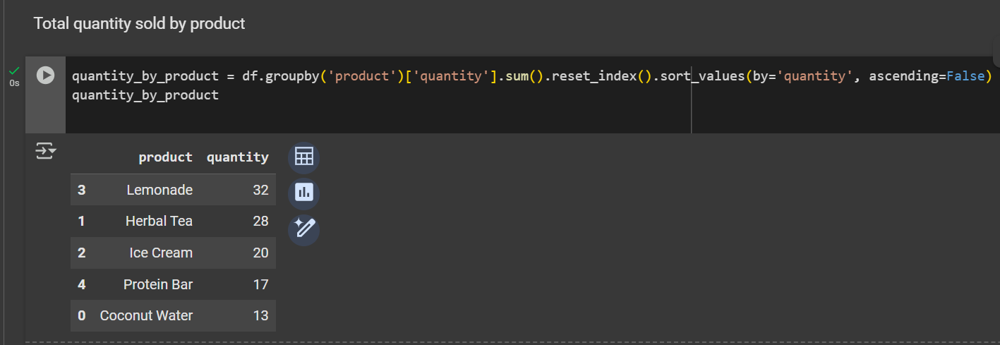 Total quantity sold by product
0s
quantity_by_product = df.groupby('product')['quantity'].sum().reset_index().sort_values(by='quantity', ascending=False)
quantity_by_product
product quantity
3 Lemonade 32
1 Herbal Tea 28
2 Ice Cream 20
4 Protein Bar 17
0 Coconut Water 13